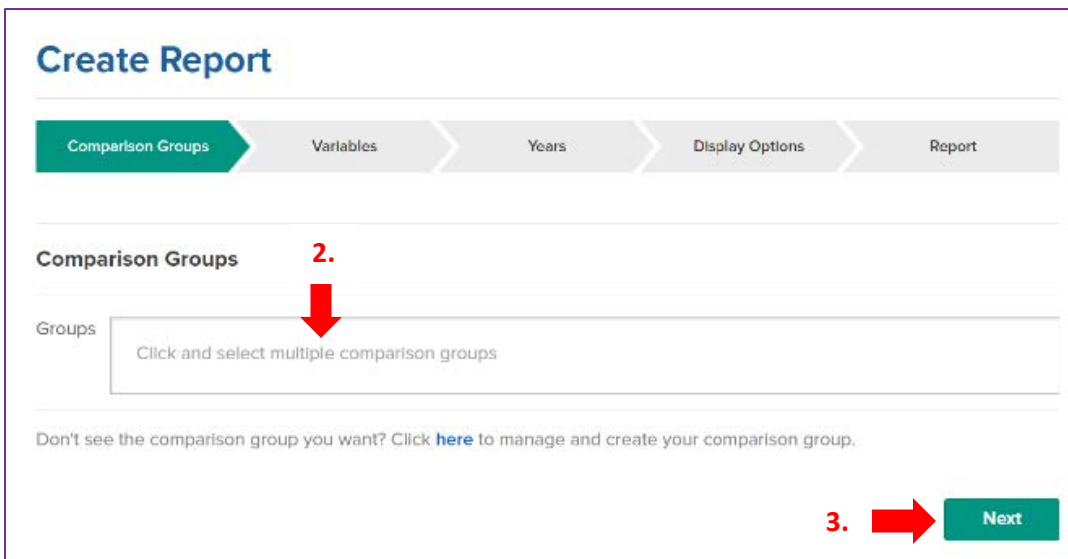 Create Report
Comparison Groups Variables Years Display Options Report
Comparison Groups
2.
Groups
Click and select multiple comparison groups
Don't see the comparison group you want? Click here to manage and create your comparison group.
3.
Next